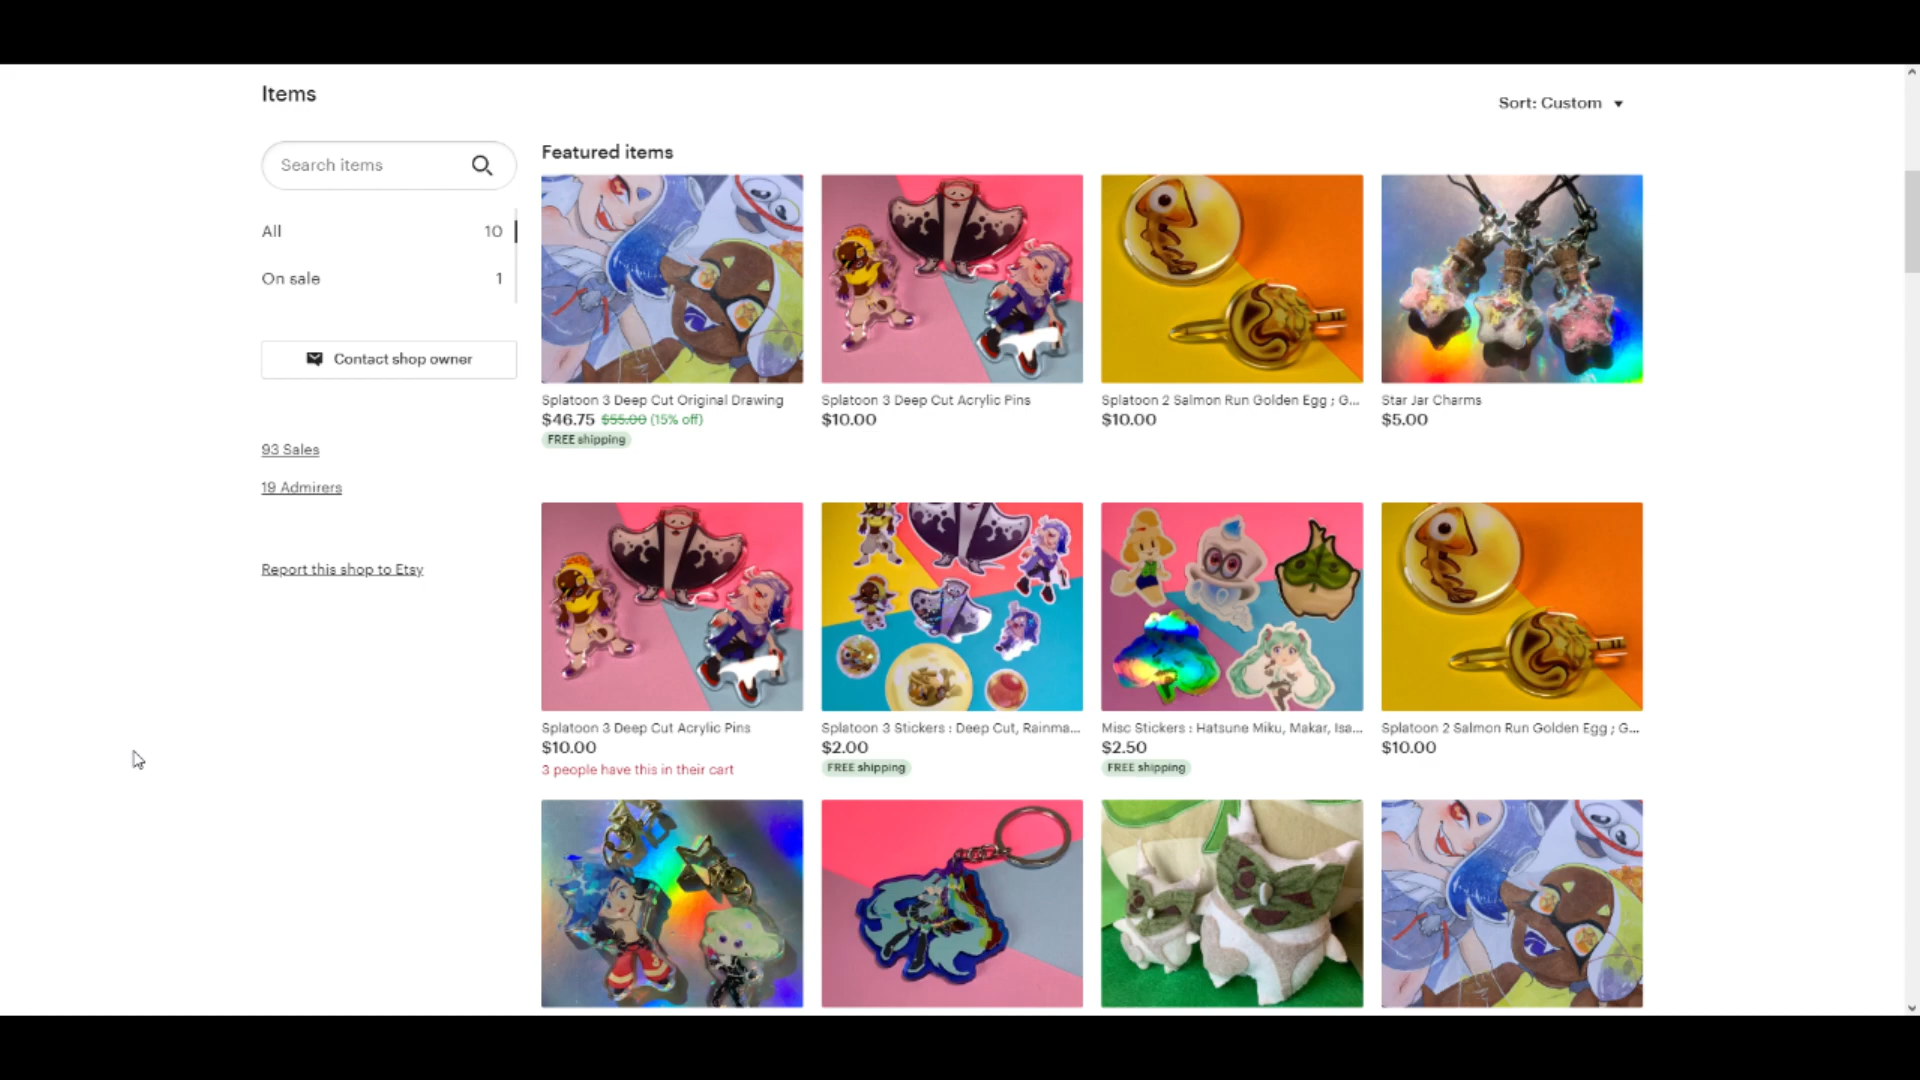 Items
Sort: Custom
Search items
All 10
On sale 1
Contact shop owner
93 Sales
19 Admirers
Report this shop to Etsy
Featured items
Splatoon 3 Deep Cut Original Drawing
$46.75 $55.00 (15% off)
FREE shipping
Splatoon 3 Deep Cut Acrylic Pins
$10.00
Splatoon 2 Salmon Run Golden Egg ; G...
$10.00
Star Jar Charms
$5.00
Splatoon 3 Deep Cut Acrylic Pins
$10.00
3 people have this in their cart
Splatoon 3 Stickers : Deep Cut, Rainma...
$2.00
FREE shipping
Misc Stickers : Hatsune Miku, Makar, Isa...
$2.50
FREE shipping
Splatoon 2 Salmon Run Golden Egg ; G...
$10.00